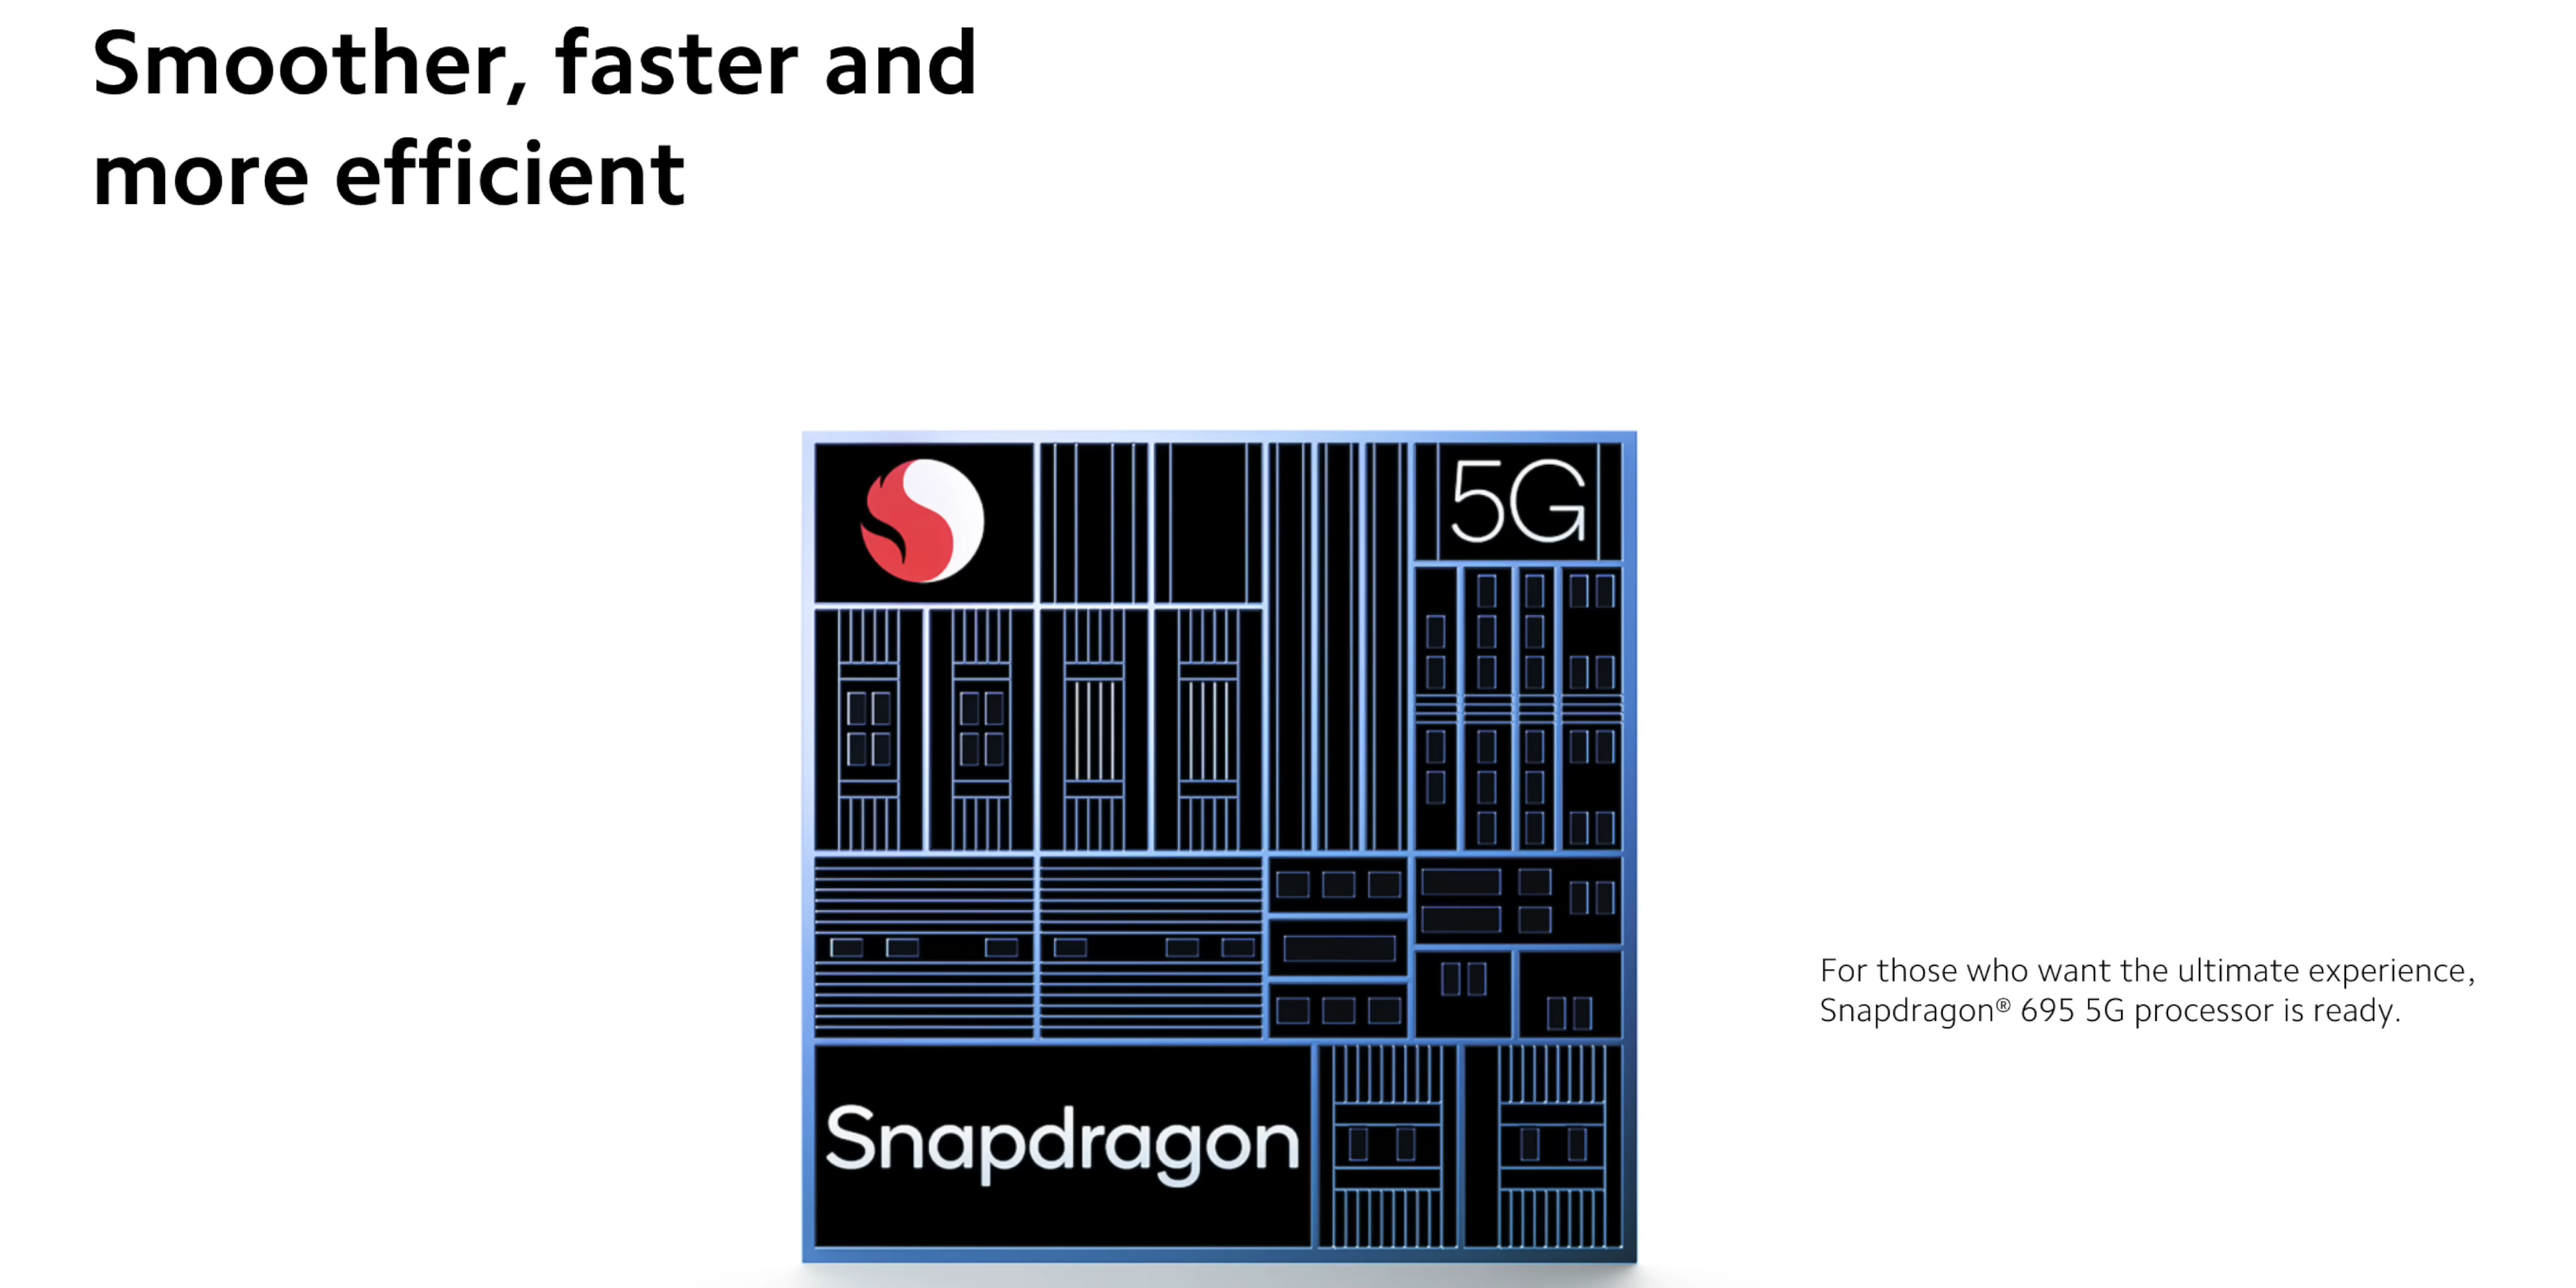 Smoother, faster and
more efficient
5G
Snapdragon
For those who want the ultimate experience,
Snapdragon® 695 5G processor is ready.